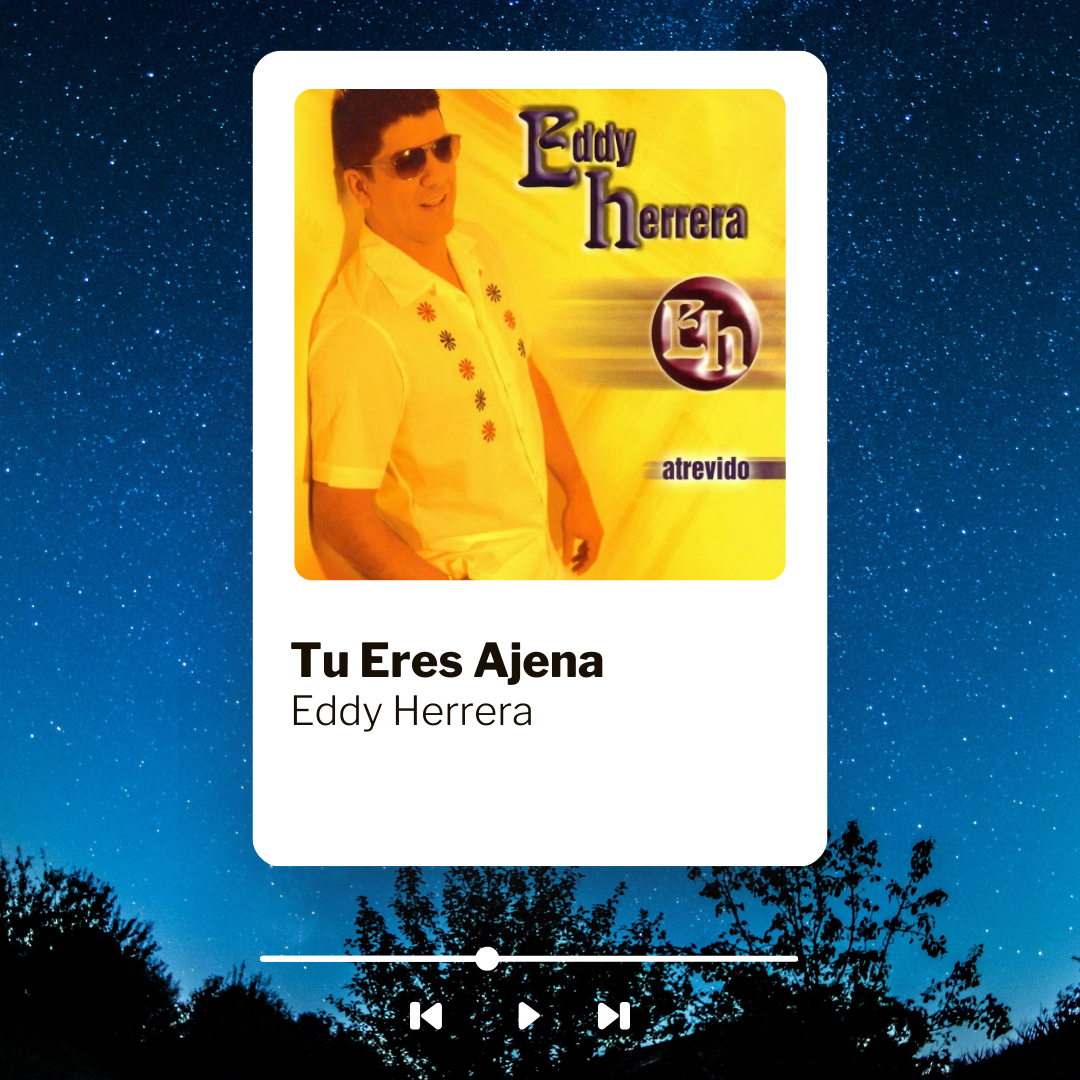 Eddy
Herrera
Eh
atrevido
Tu Eres Ajena
Eddy Herrera